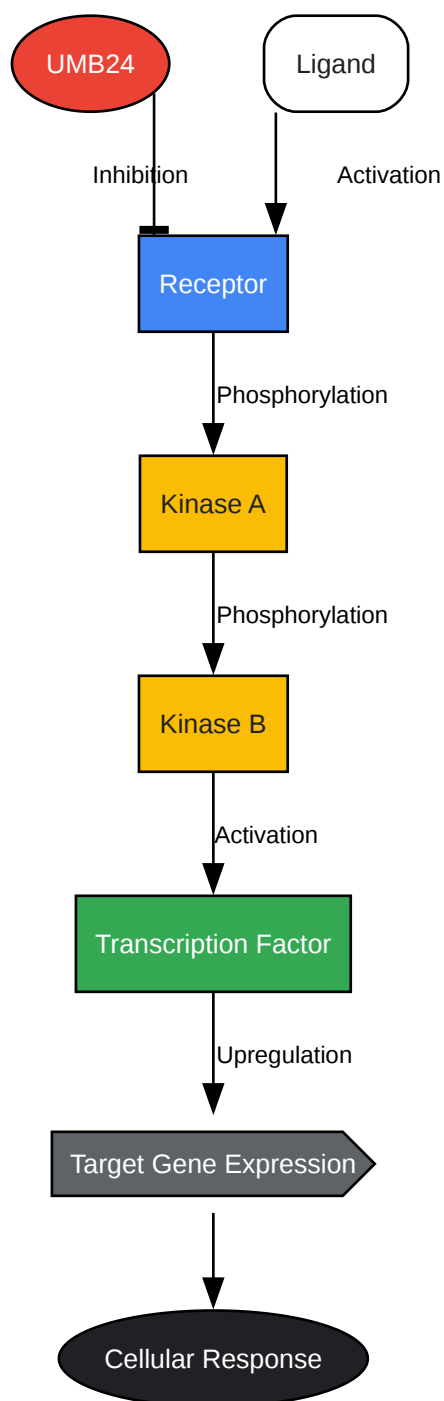 UMB24
Ligand
Inhibition
Activation
Receptor
Phosphorylation
Kinase A
Phosphorylation
Kinase B
Activation
Transcription Factor
Upregulation
Target Gene Expression
Cellular Response